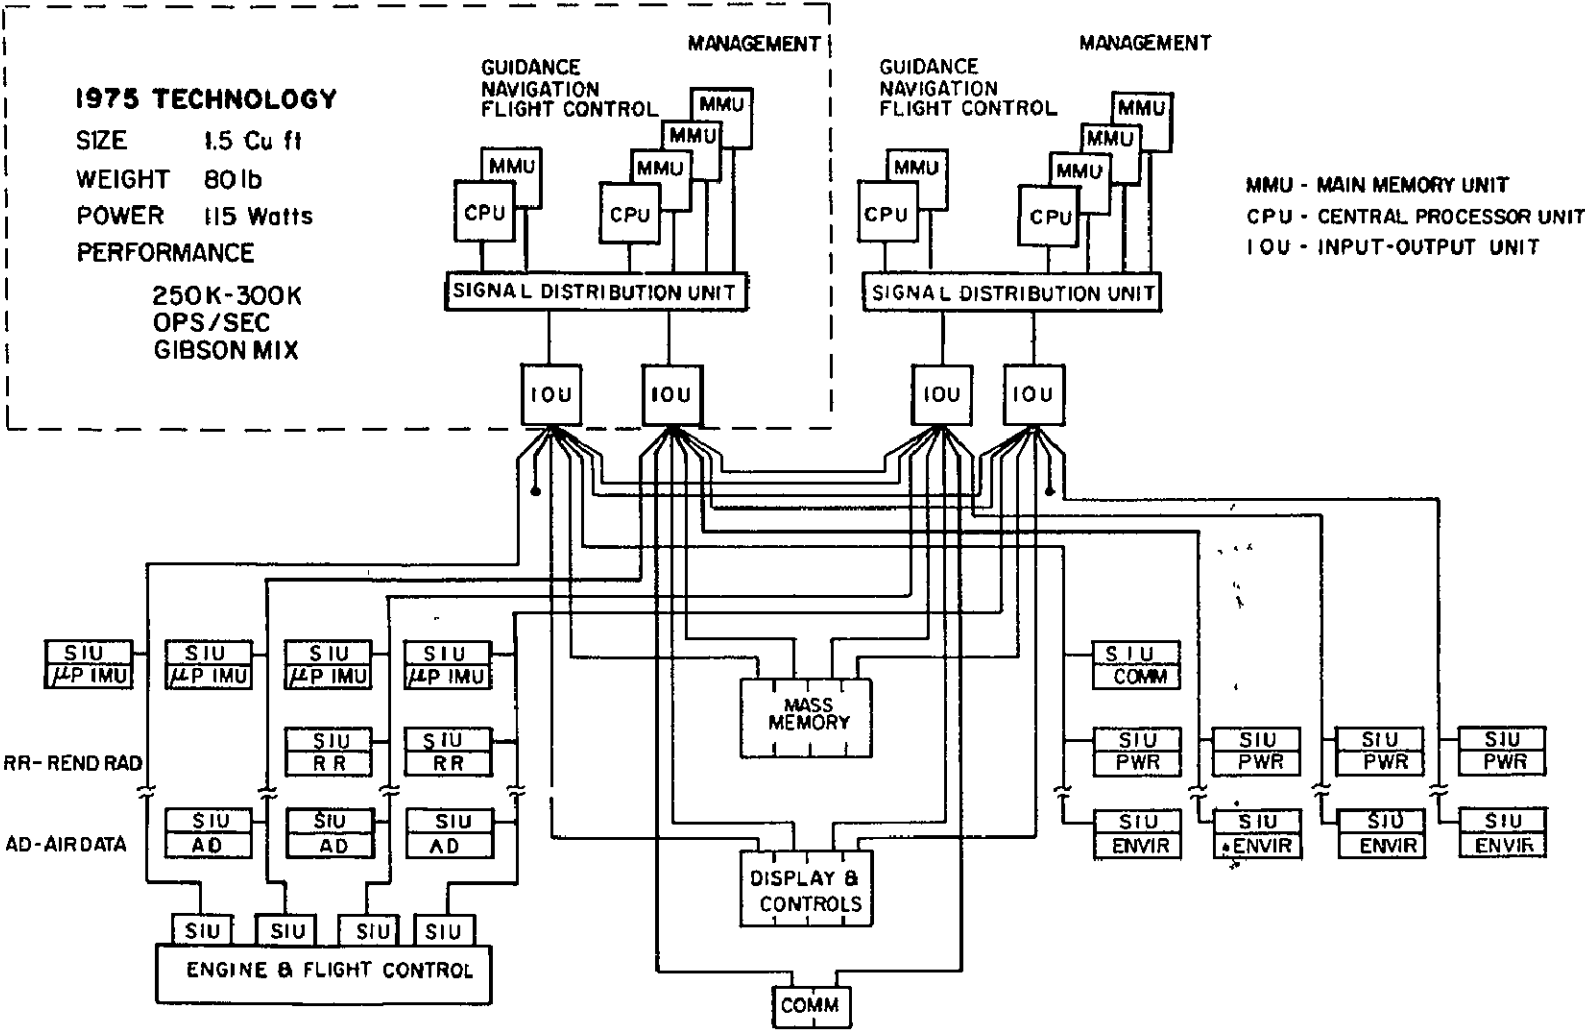 1975 TECHNOLOGY
SIZE 1.5 Cu ft
WEIGHT 80 lb
POWER 115 Watts
PERFORMANCE
250K-300K
OPS/SEC
GIBSON MIX
MANAGEMENT
GUIDANCE
NAVIGATION
FLIGHT CONTROL
MMU
MMU
MMU
MMU
CPU
CPU
SIGNAL DISTRIBUTION UNIT
IOU
IOU
MANAGEMENT
GUIDANCE
NAVIGATION
FLIGHT CONTROL
MMU
MMU
MMU
MMU
CPU
CPU
SIGNAL DISTRIBUTION UNIT
IOU
IOU
MMU - MAIN MEMORY UNIT
CPU - CENTRAL PROCESSOR UNIT
IOU - INPUT-OUTPUT UNIT
SIU
μP IMU
SIU
μP IMU
SIU
μP IMU
SIU
μP IMU
RR-REND RAD
SIU
RR
SIU
RR
AD-AIR DATA
SIU
AD
SIU
AD
SIU
AD
SIU
SIU
SIU
SIU
ENGINE & FLIGHT CONTROL
MASS
MEMORY
DISPLAY &
CONTROLS
COMM
SIU
COMM
SIU
PWR
SIU
PWR
SIU
PWR
SIU
PWR
SIU
ENVIR
SIU
ENVIR
SIU
ENVIR
SIU
ENVIR